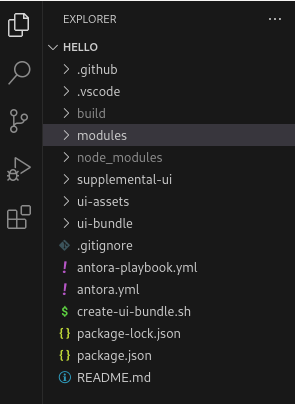 EXPLORER
HELLO
.github
.vscode
build
modules
node_modules
supplemental-ui
ui-assets
ui-bundle
.gitignore
antora-playbook.yml
antora.yml
create-ui-bundle.sh
package-lock.json
package.json
README.md